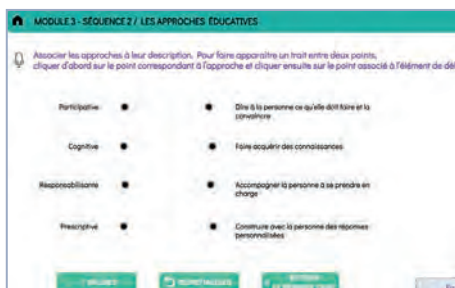 MODULE 3 - SÉQUENCE 2 / LES APPROCHES ÉDUCATIVES
Associer les approches à leur description. Pour faire apparaître un trait entre deux points,
cliquer d'abord sur le point correspondant à l'approche et cliquer ensuite sur le point associé à l'élément de
Participative
Dire à la personne ce qu'elle doit faire et la
convaincre
Cognitive
Faire acquérir des connaissances
Responsabilisante
Accompagner la personne à se prendre en
charge
Prescriptive
Construire avec la personne des réponses
personnalisées